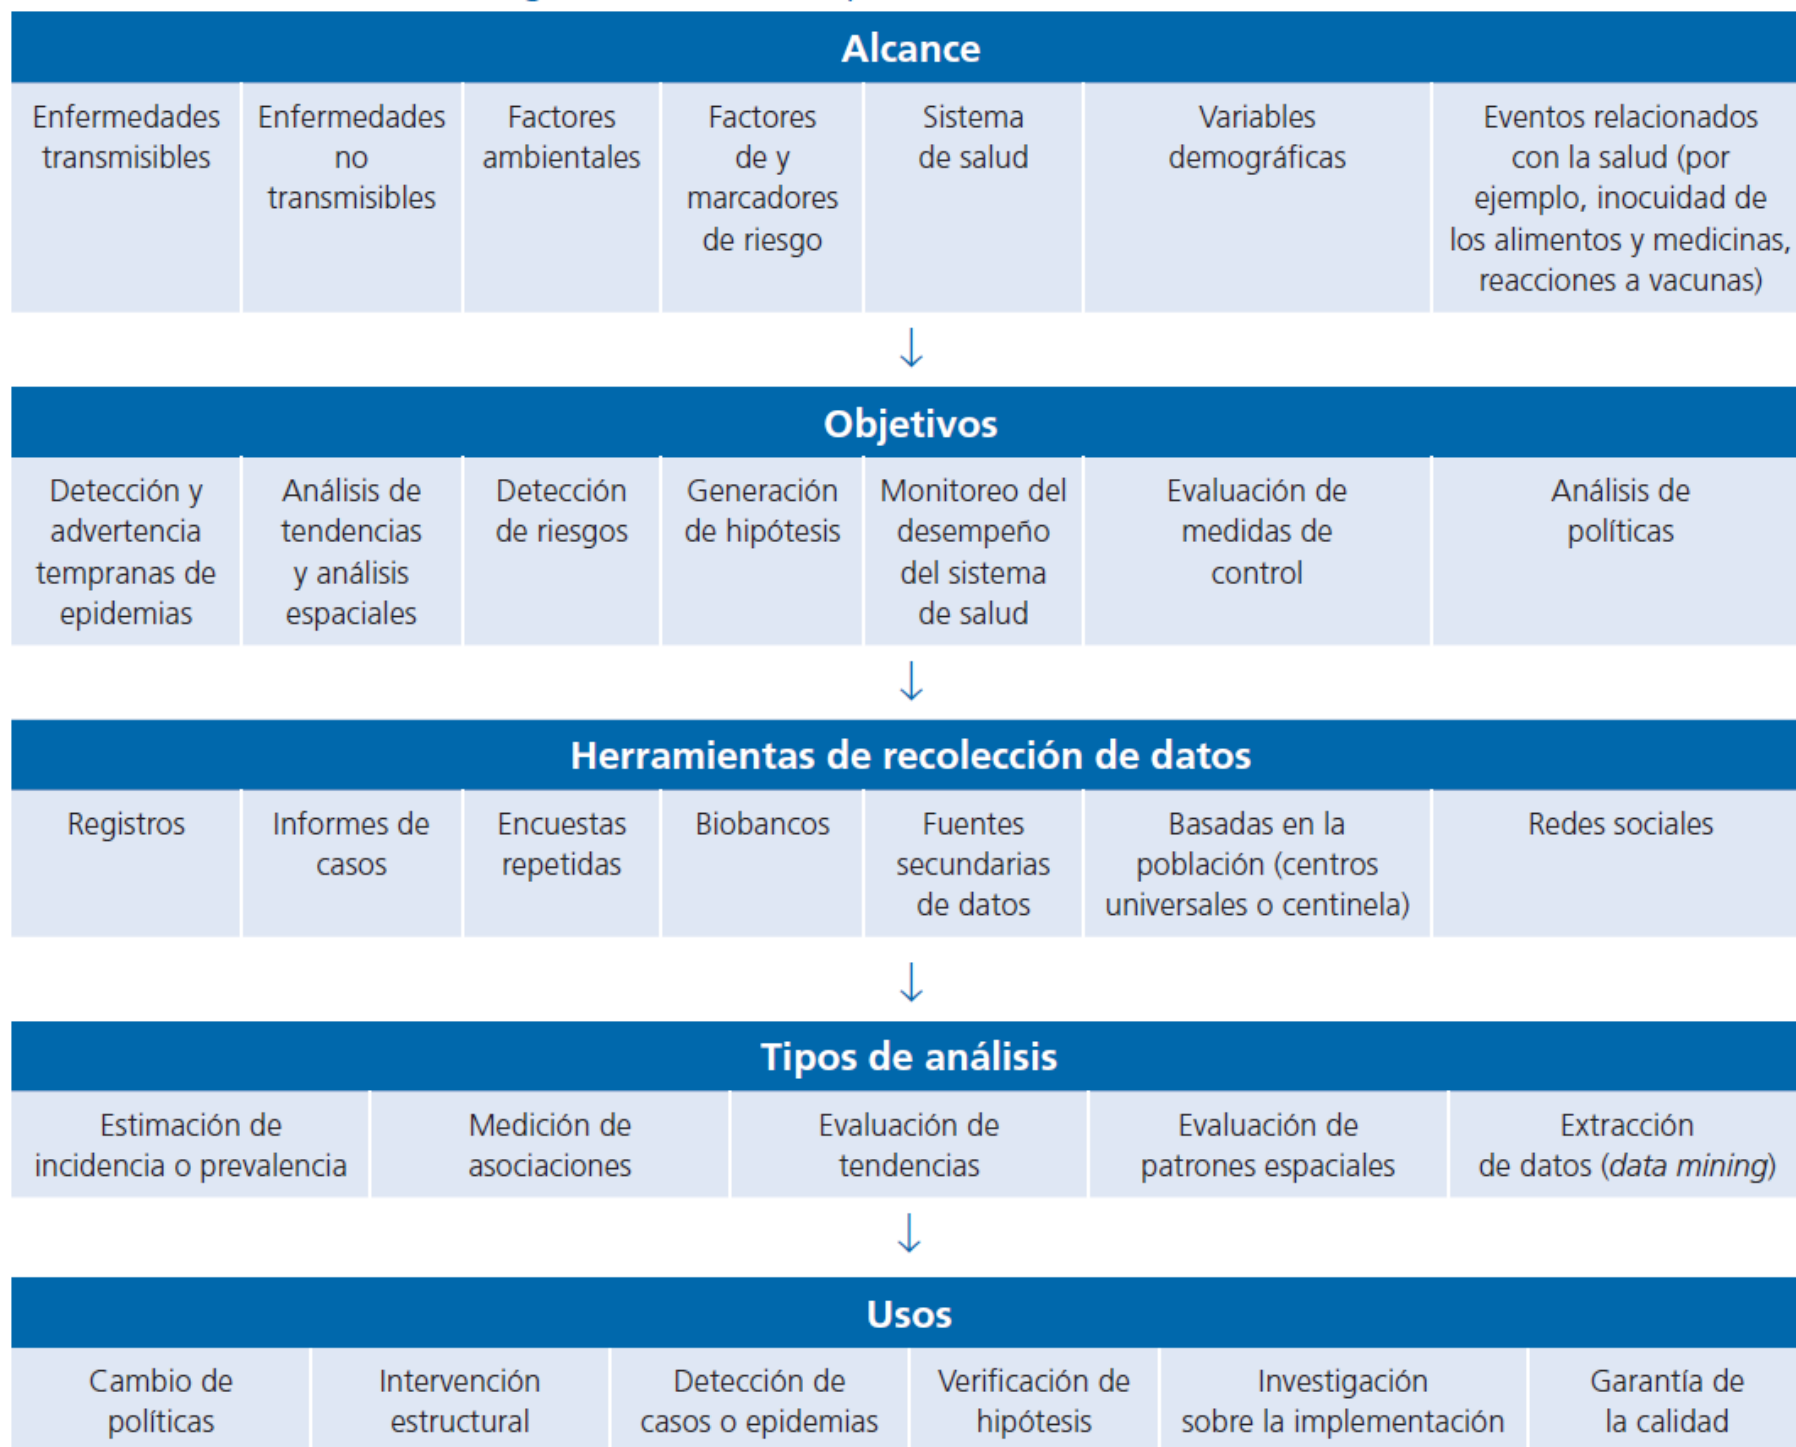 Alcance
Enfermedades
transmisibles
Enfermedades
no
transmisibles
Factores
ambientales
Factores
de y
marcadores
de riesgo
Sistema
de salud
Variables
demográficas
Eventos relacionados
con la salud (por
ejemplo, inocuidad de
los alimentos y medicinas,
reacciones a vacunas)
↓
Objetivos
Detección y
advertencia
tempranas de
epidemias
Análisis de
tendencias
y análisis
espaciales
Detección
de riesgos
Generación
de hipótesis
Monitoreo del
desempeño
del sistema
de salud
Evaluación de
medidas de
control
Análisis de
políticas
↓
Herramientas de recolección de datos
Registros
Informes de
casos
Encuestas
repetidas
Biobancos
Fuentes
secundarias
de datos
Basadas en la
población (centros
universales o centinela)
Redes sociales
↓
Tipos de análisis
Estimación de
incidencia o prevalencia
Medición de
asociaciones
Evaluación de
tendencias
Evaluación de
patrones espaciales
Extracción
de datos (data mining)
↓
Usos
Cambio de
políticas
Intervención
estructural
Detección de
casos o epidemias
Verificación de
hipótesis
Investigación
sobre la implementación
Garantía de
la calidad